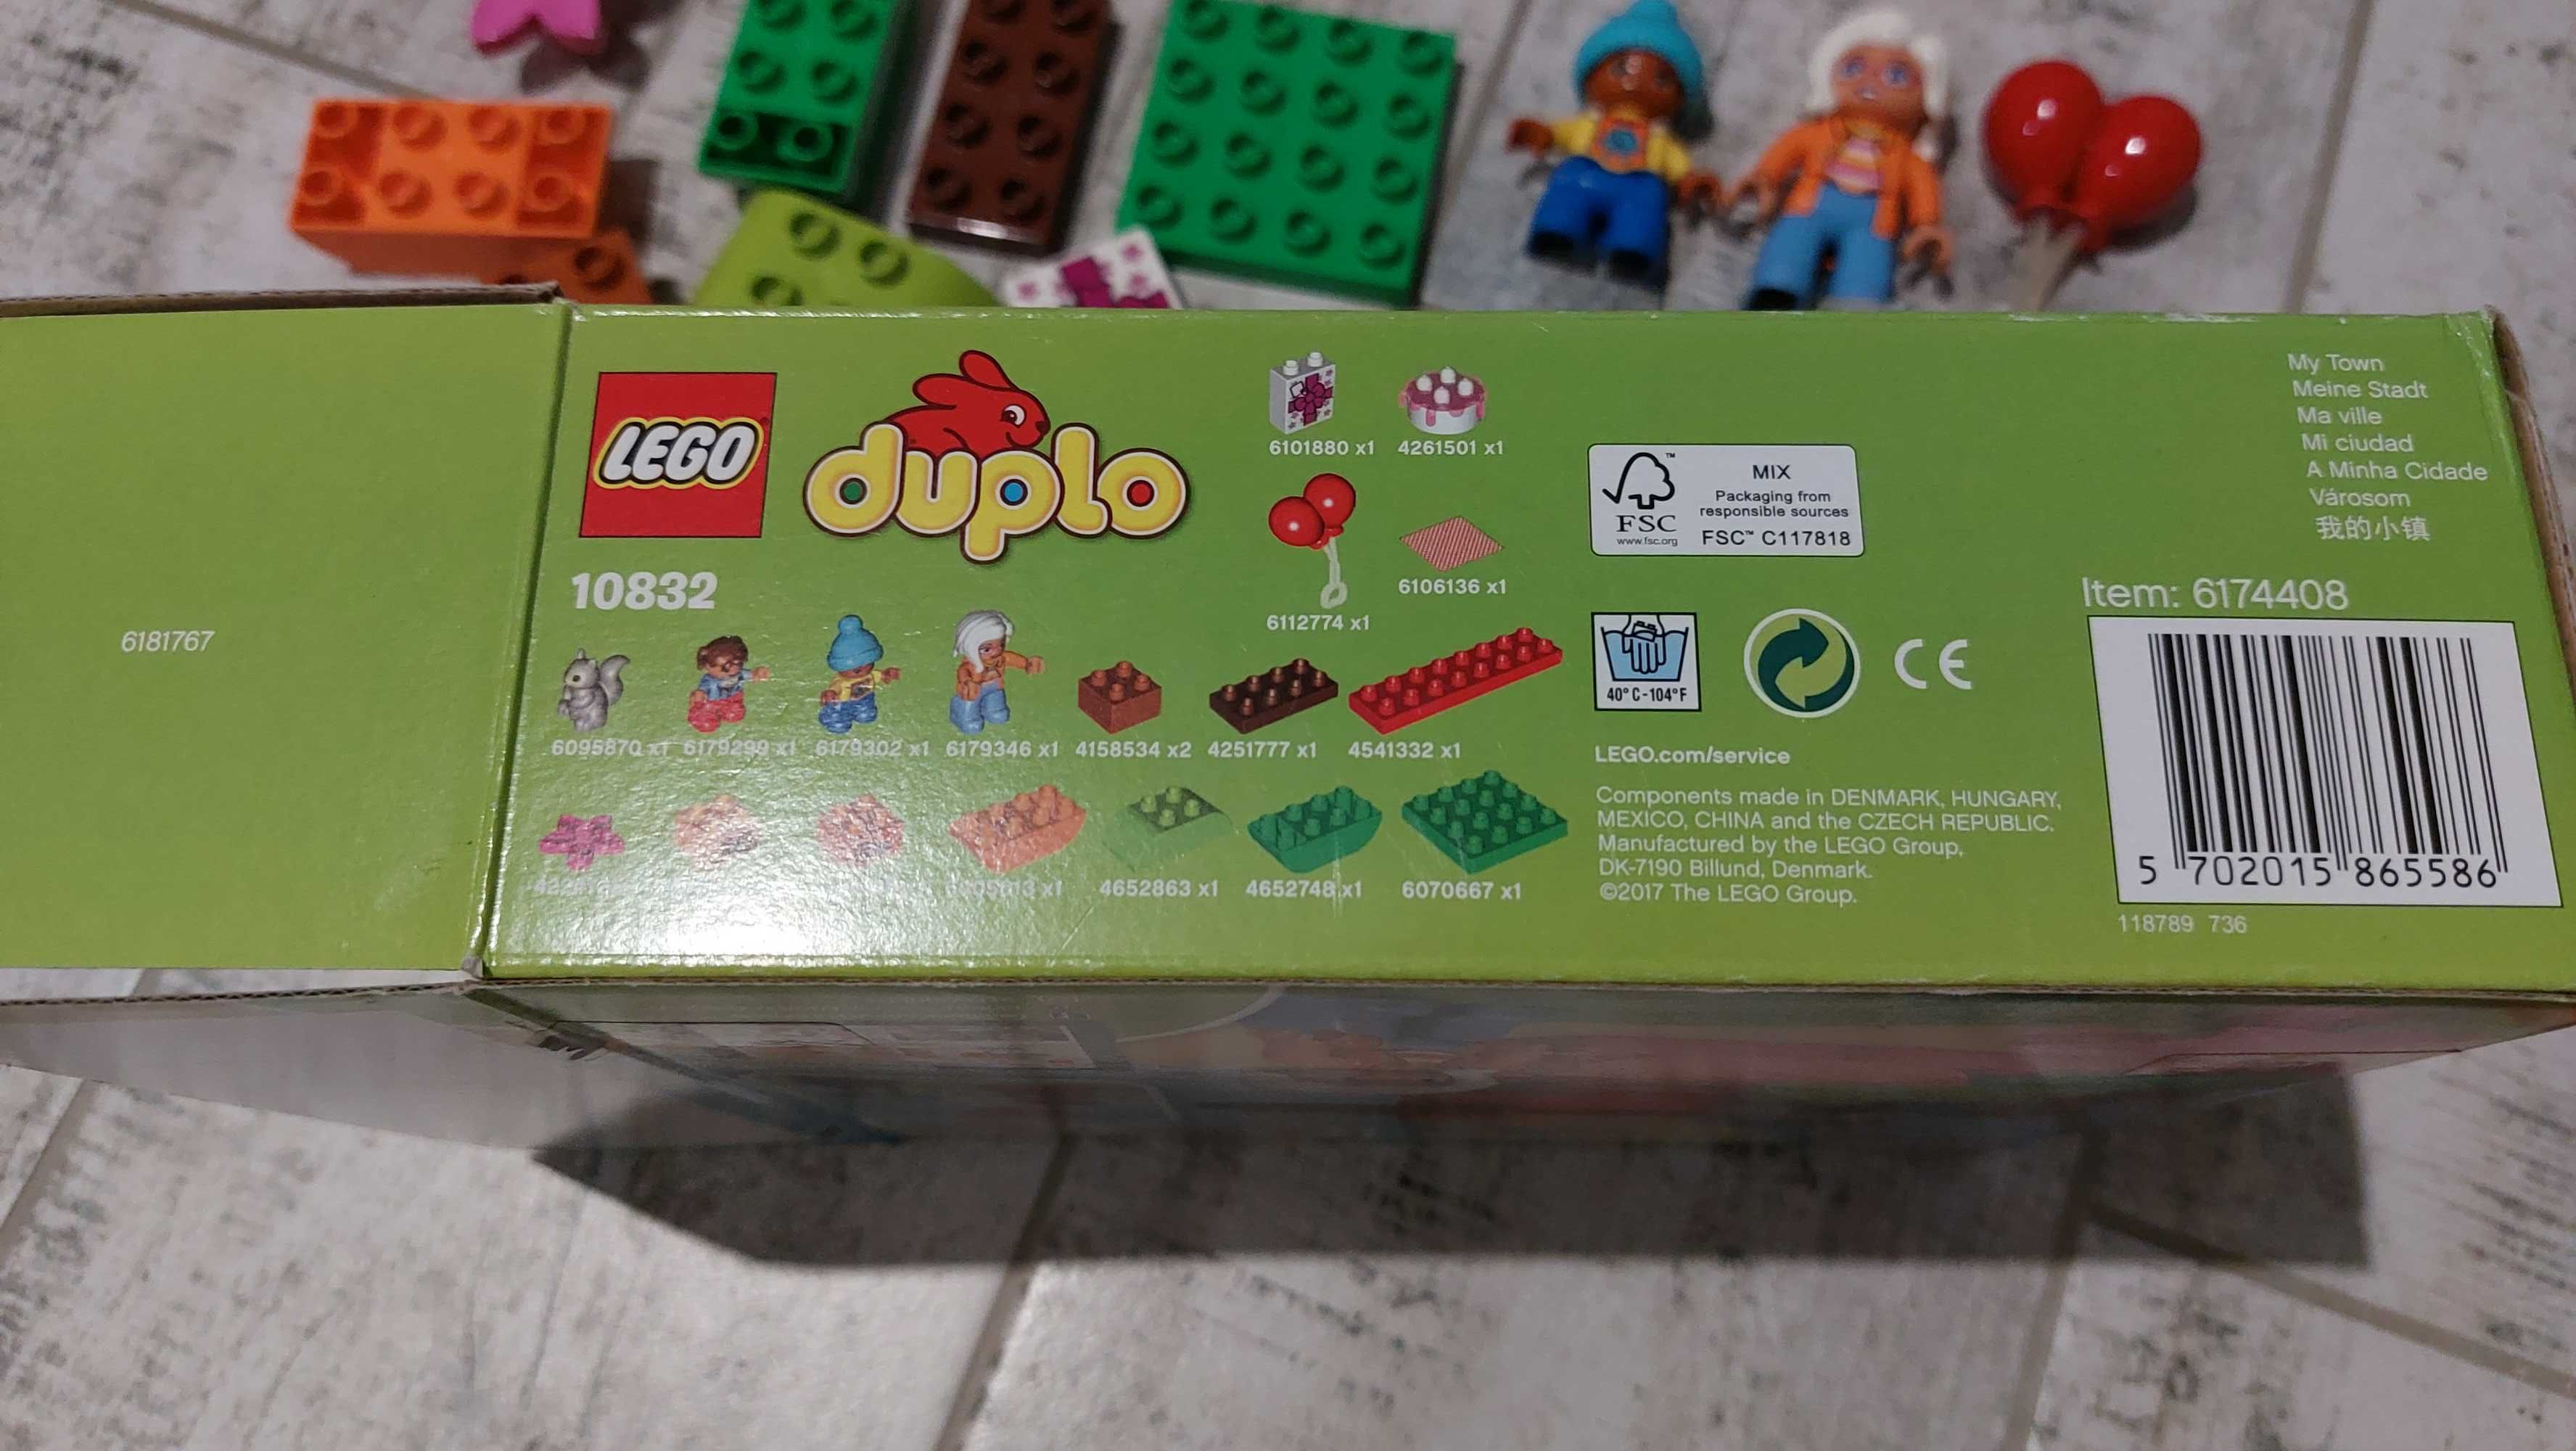 6181767
LEGO
duplo
10832
6101880 x1
4261501 x1
6112774 x1
6106136 x1
6095870 x1
6179299 x1
6179302 x1
6179346 x1
4158534 x2
4251777 x1
4541332 x1
4652863 x1
4652748 x1
6070667 x1
FSC
www.fsc.org
MIX
Packaging from
responsible sources
FSC™ C117818
40°C-104°F
CE
LEGO.com/service
Components made in DENMARK, HUNGARY,
MEXICO, CHINA and the CZECH REPUBLIC.
Manufactured by the LEGO Group,
DK-7190 Billund, Denmark.
©2017 The LEGO Group.
My Town
Meine Stadt
Ma ville
Mi ciudad
A Minha Cidade
Városom
我的小镇
Item: 6174408
5 702015 865586
118789 736